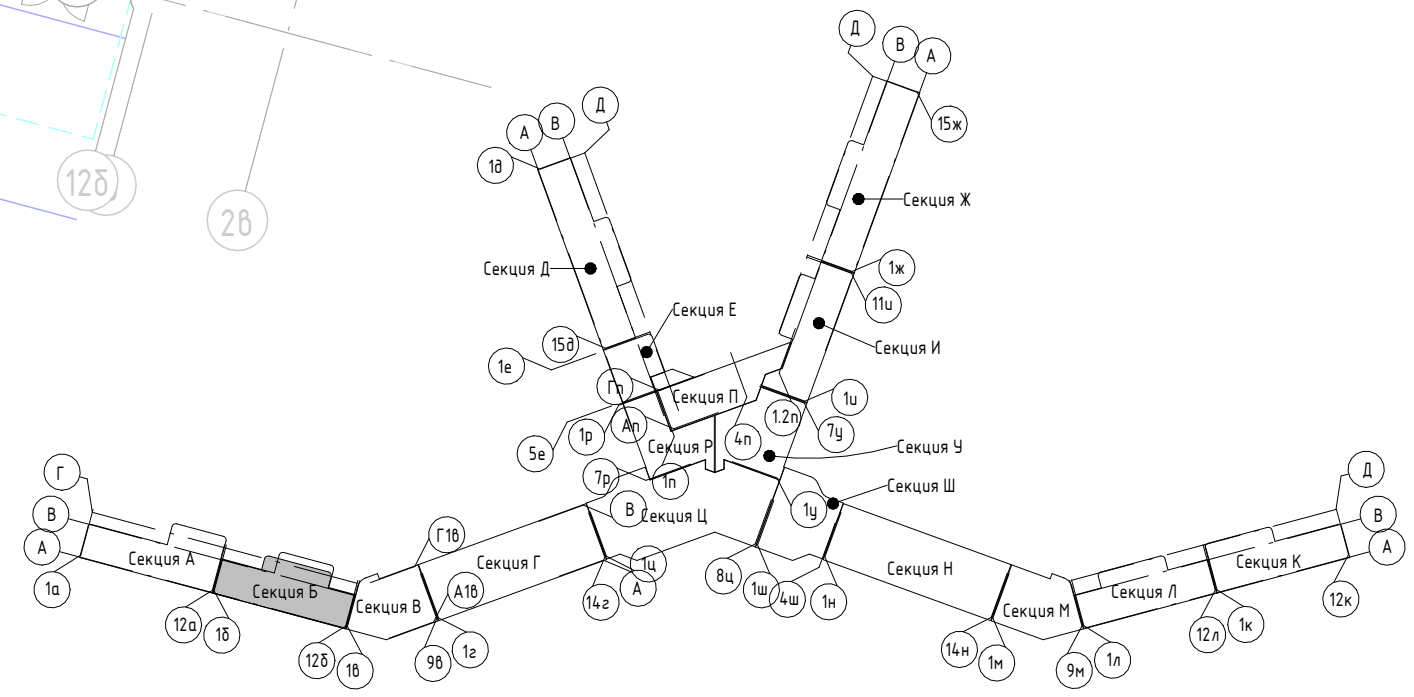 Д
В
А
15ж
Секция Ж
1ж
11и
Секция И
1и
7у
1.2п
А
В
Д
1д
Секция Д
Секция Е
15д
1е
Гп
Секция П
Ап
1р
5е
Секция Р
4п
7р
1п
Секция У
Секция Ш
1у
12б
2в
Г
В
А
1а
Секция А
12а
1б
Секция Б
12б
1в
Секция В
Г1в
А1в
9в
1г
Секция Г
В
Секция Ц
1ц
А
14г
8ц
1ш
4ш
1н
Секция Н
14н
1м
Секция М
9м
1л
Секция Л
12л
1к
Секция К
Д
В
А
12к